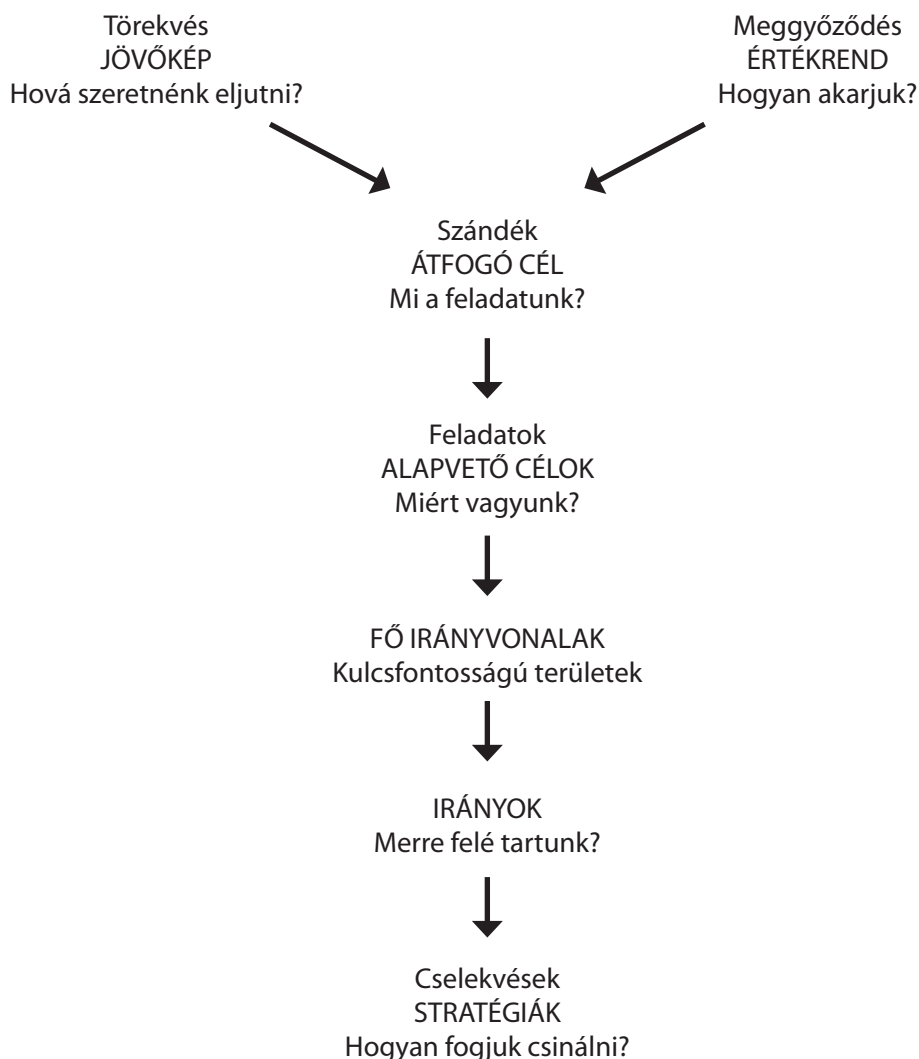 Törekvés
JÖVŐKÉP
Hová szeretnénk eljutni?
Meggyőződés
ÉRTÉKREND
Hogyan akarjuk?
Szándék
ÁTFOGÓ CÉL
Mi a feladatunk?
Feladatok
ALAPVETŐ CÉLOK
Miért vagyunk?
FŐ IRÁNYVONALAK
Kulcsfontosságú területek
IRÁNYOK
Merre felé tartunk?
Cselekvések
STRATÉGIÁK
Hogyan fogjuk csinálni?